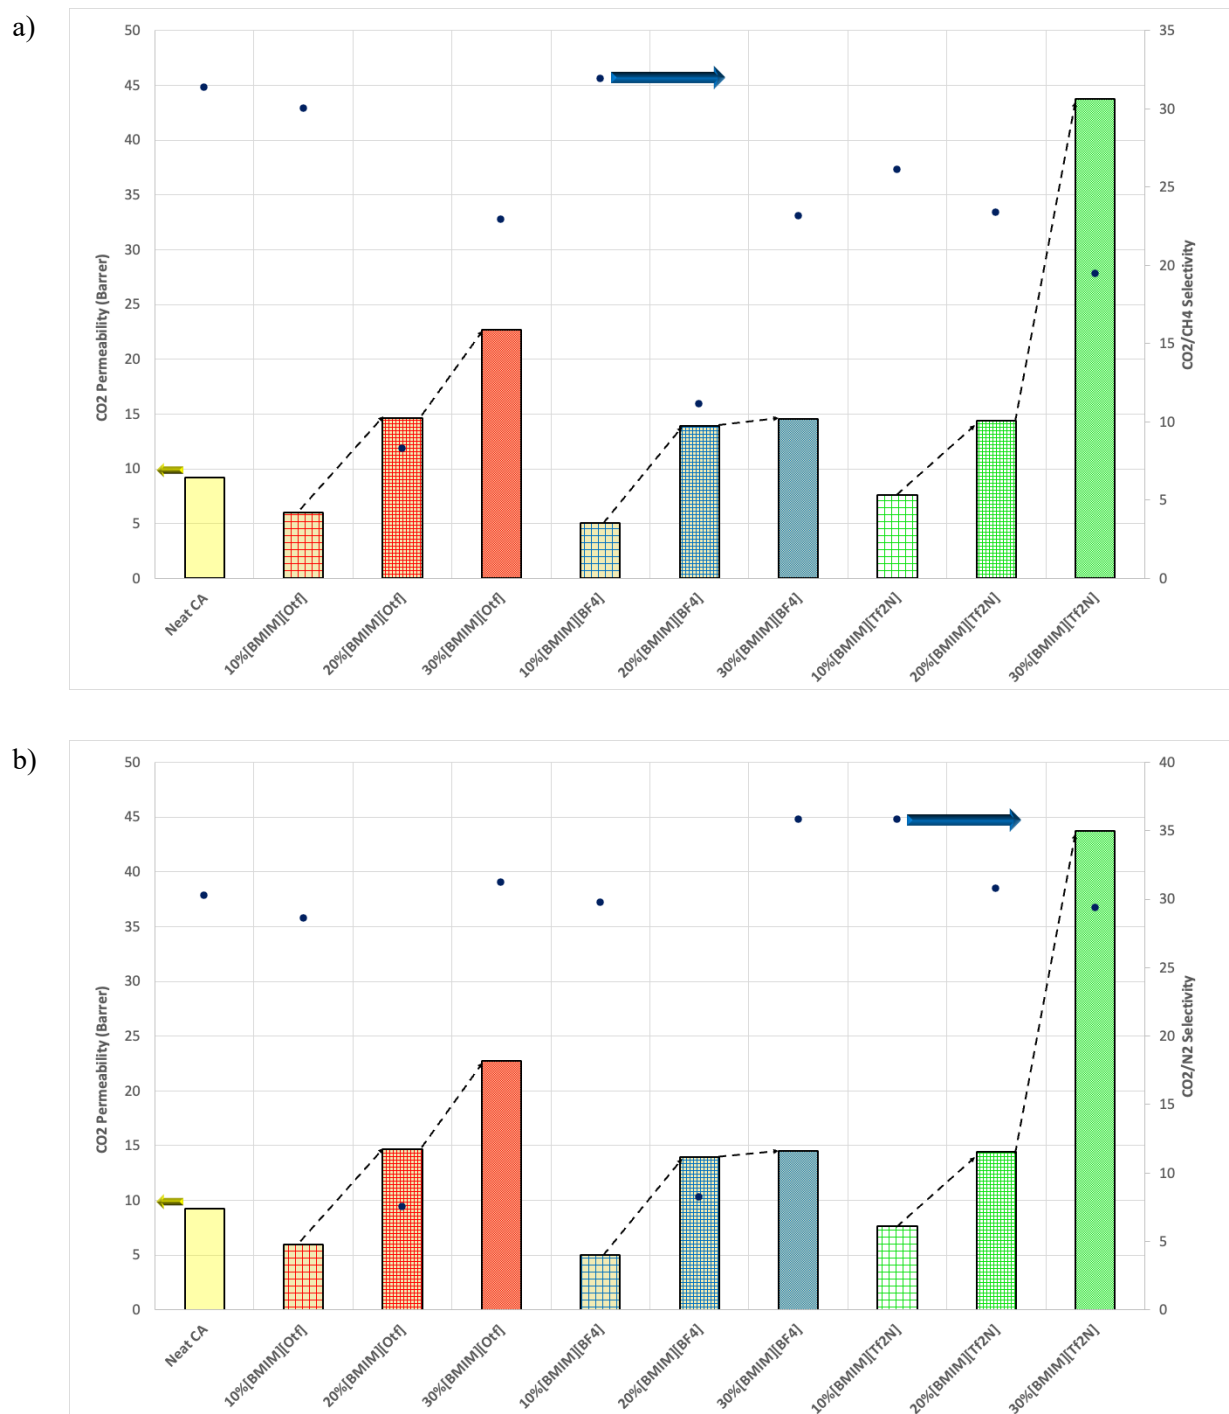 a)
50
45
40
35
30
25
20
15
10
5
0
CO2 Permeability (Barrer)
35
30
25
20
15
10
5
0
CO2/CH4 Selectivity
Neat CA
10%[BMIM][Otf]
20%[BMIM][Otf]
30%[BMIM][Otf]
10%[BMIM][BF4]
20%[BMIM][BF4]
30%[BMIM][BF4]
10%[BMIM][Tf2N]
20%[BMIM][Tf2N]
30%[BMIM][Tf2N]
b)
50
45
40
35
30
25
20
15
10
5
0
CO2 Permeability (Barrer)
40
35
30
25
20
15
10
5
0
CO2/N2 Selectivity
Neat CA
10%[BMIM][Otf]
20%[BMIM][Otf]
30%[BMIM][Otf]
10%[BMIM][BF4]
20%[BMIM][BF4]
30%[BMIM][BF4]
10%[BMIM][Tf2N]
20%[BMIM][Tf2N]
30%[BMIM][Tf2N]